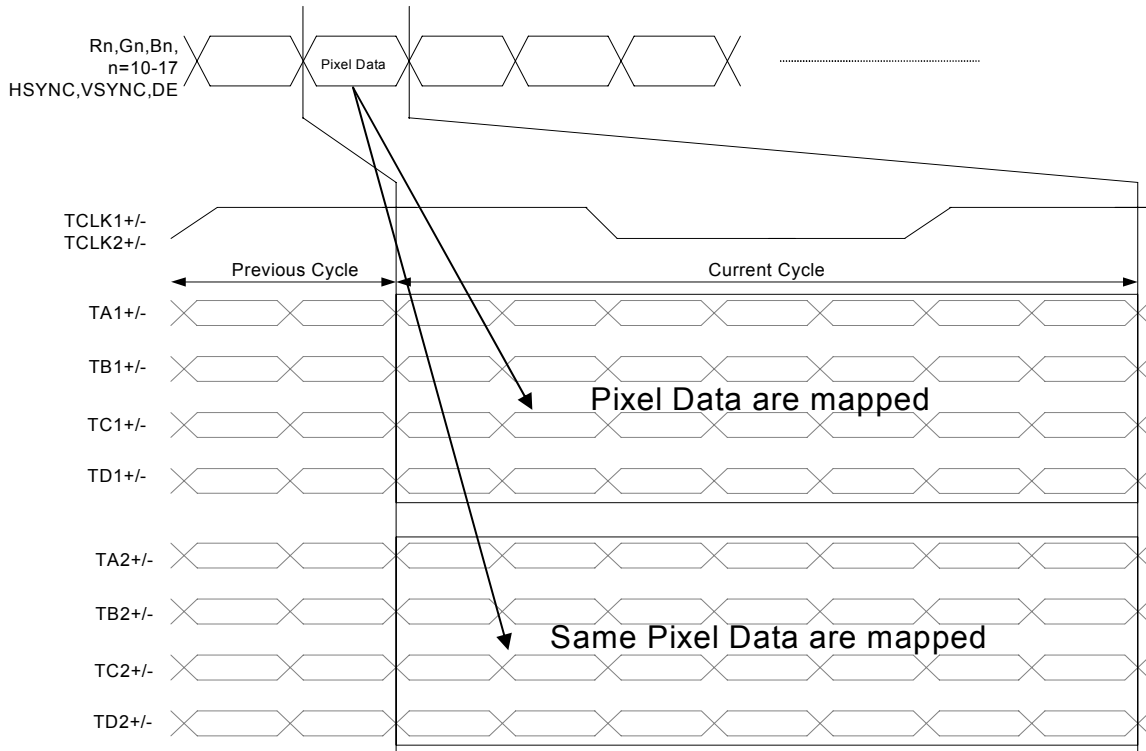 Rn,Gn,Bn,
n=10-17
HSYNC,VSYNC,DE
Pixel Data
TCLK1+/-
TCLK2+/-
Previous Cycle
Current Cycle
TA1+/-
TB1+/-
Pixel Data are mapped
TC1+/-
TD1+/-
TA2+/-
TB2+/-
Same Pixel Data are mapped
TC2+/-
TD2+/-